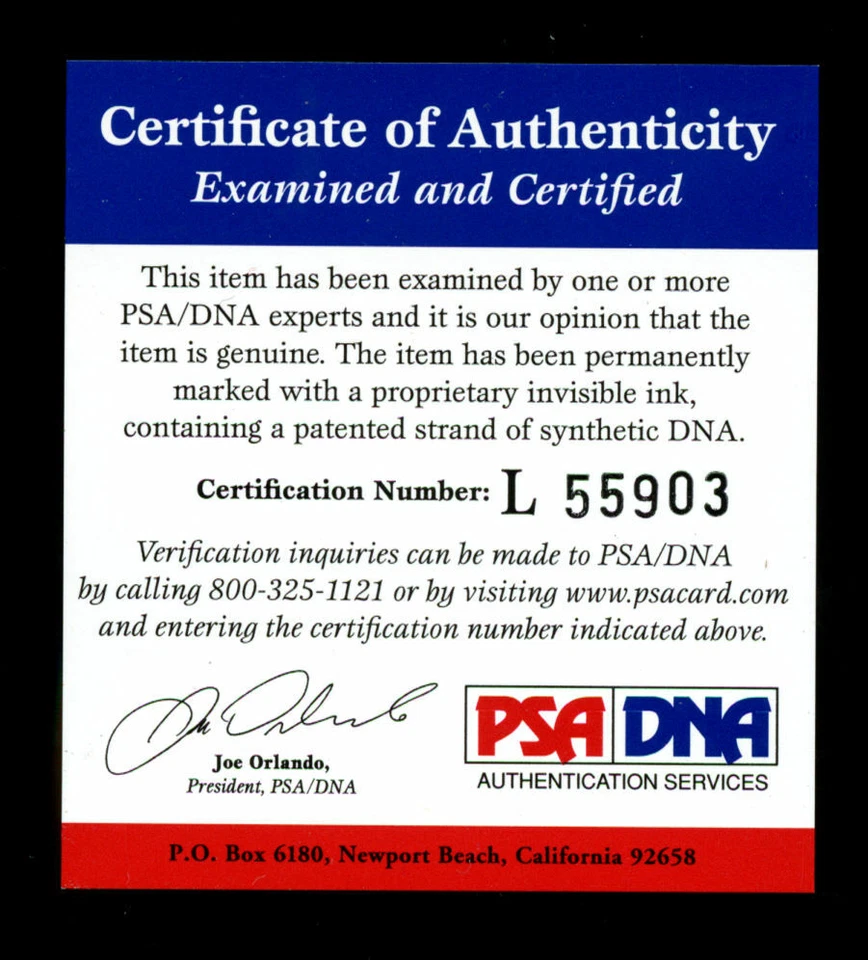 Certificate of Authenticity
Examined and Certified
This item has been examined by one or more
PSA/DNA experts and it is our opinion that the
item is genuine. The item has been permanently
marked with a proprietary invisible ink,
containing a patented strand of synthetic DNA.
Certification Number: L 55903
Verification inquiries can be made to PSA/DNA
by calling 800-325-1121 or by visiting www.psacard.com
and entering the certification number indicated above.
Joe Orlando,
President, PSA/DNA
PSA DNA
AUTHENTICATION SERVICES
P.O. Box 6180, Newport Beach, California 92658